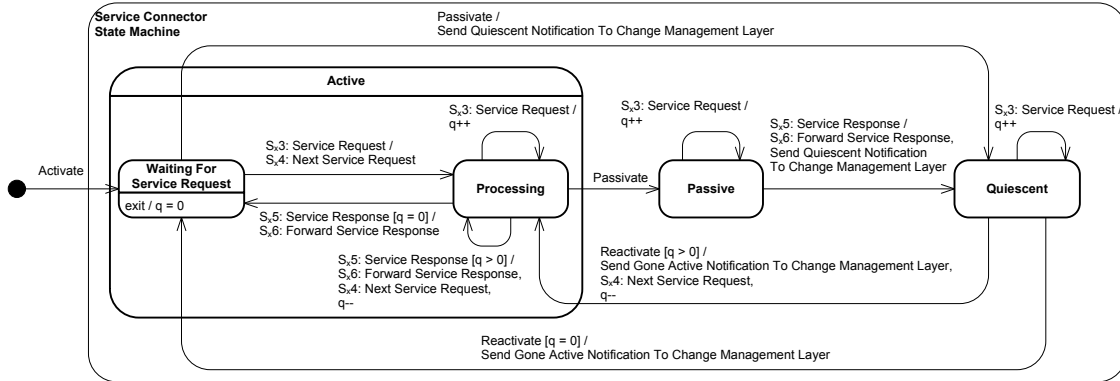 Service Connector
State Machine
Passivate /
Send Quiescent Notification To Change Management Layer
Active
Sx3: Service Request /
q++
Sx3: Service Request /
q++
Sx3: Service Request /
q++
Sx5: Service Response /
Sx6: Forward Service Response,
Send Quiescent Notification
To Change Management Layer
Activate
Waiting For
Service Request
exit / q = 0
Sx3: Service Request /
Sx4: Next Service Request
Processing
Passivate
Passive
Quiescent
Sx5: Service Response [q = 0] /
Sx6: Forward Service Response
Sx5: Service Response [q > 0] /
Sx6: Forward Service Response,
Sx4: Next Service Request,
q--
Reactivate [q > 0] /
Send Gone Active Notification To Change Management Layer,
Sx4: Next Service Request,
q--
Reactivate [q = 0] /
Send Gone Active Notification To Change Management Layer